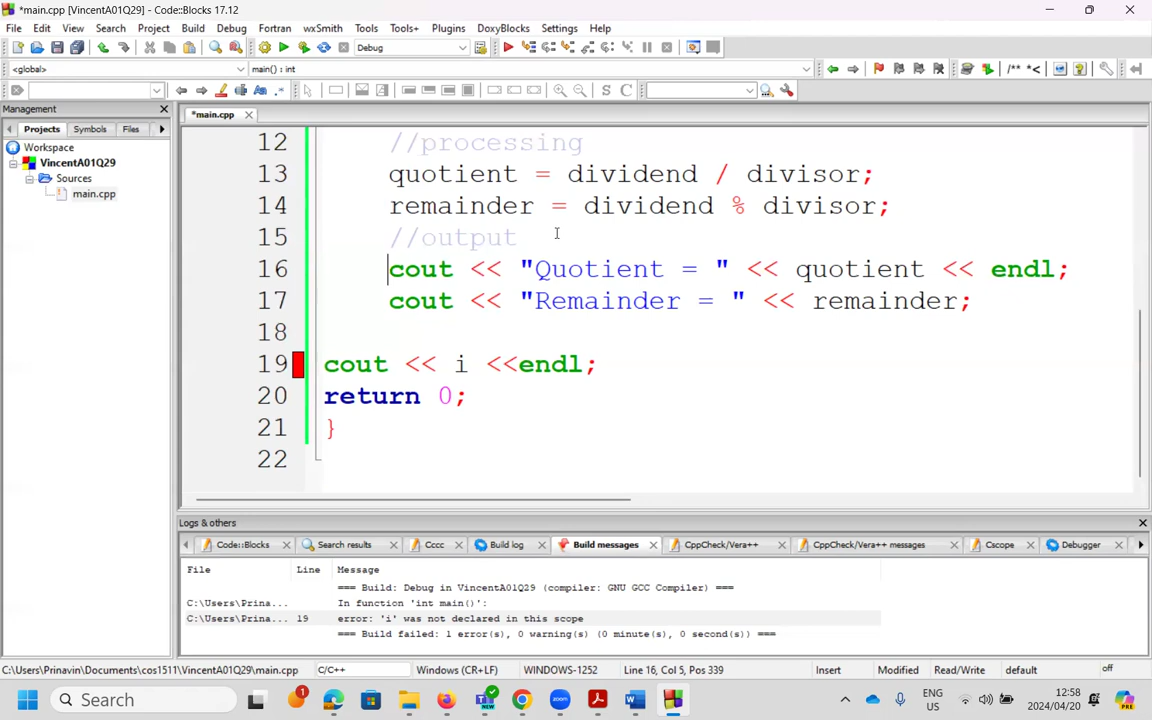 *main.cpp [VincentA01Q29] - Code::Blocks 17.12
File Edit View Search Project Build Debug Fortran wxSmith Tools Tools+ Plugins DoxyBlocks Settings Help
Debug
<global> main() : int
/** *<
S C
Management
*main.cpp
Projects Symbols Files
Workspace
VincentA01Q29
Sources
main.cpp
12 //processing
13 quotient = dividend / divisor;
14 remainder = dividend % divisor;
15 //output
16 cout << "Quotient = " << quotient << endl;
17 cout << "Remainder = " << remainder;
18
19 cout << i <<endl;
20 return 0;
21 }
22
Logs & others
Code::Blocks Search results Cccc Build log Build messages CppCheck/Vera++ CppCheck/Vera++ messages Cscope Debugger
File Line Message
=== Build: Debug in VincentA01Q29 (compiler: GNU GCC Compiler) ===
C:\Users\Prina... In function 'int main()':
C:\Users\Prina... 19 error: 'i' was not declared in this scope
=== Build failed: 1 error(s), 0 warning(s) (0 minute(s), 0 second(s)) ===
C:\Users\Prinavin\Documents\cos1511\VincentA01Q29\main.cpp C/C++ Windows (CR+LF) WINDOWS-1252 Line 16, Col 5, Pos 339 Insert Modified Read/Write default off
Search 1 ENG US 12:58 2024/04/20 PRE